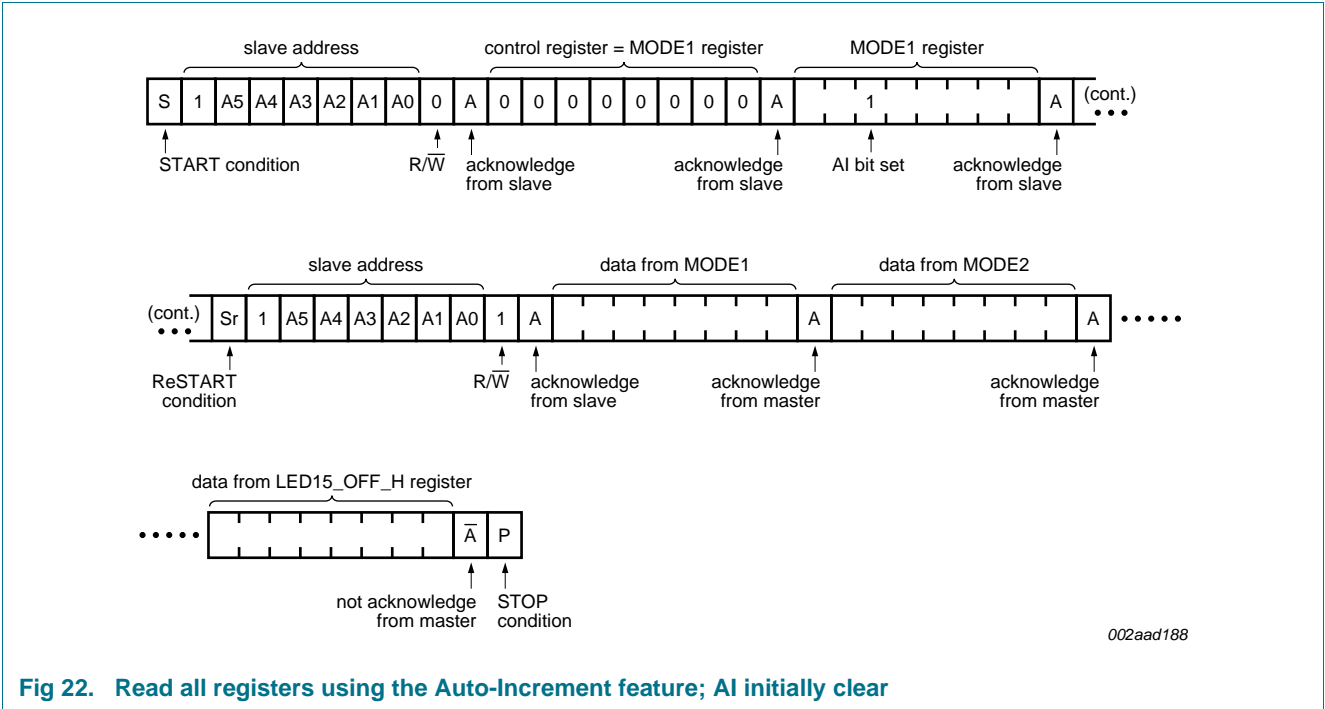 slave address control register = MODE1 register MODE1 register
S 1 A5 A4 A3 A2 A1 A0 0 A 0 0 0 0 0 0 0 0 A 1 A (cont.)
START condition R/W̅ acknowledge from slave acknowledge from slave AI bit set acknowledge from slave
slave address data from MODE1 data from MODE2
(cont.) Sr 1 A5 A4 A3 A2 A1 A0 1 A A A
ReSTART condition R/W̅ acknowledge from slave acknowledge from master acknowledge from master
data from LED15_OFF_H register
A̅ P
not acknowledge from master STOP condition
002aad188
Fig 22. Read all registers using the Auto-Increment feature; AI initially clear